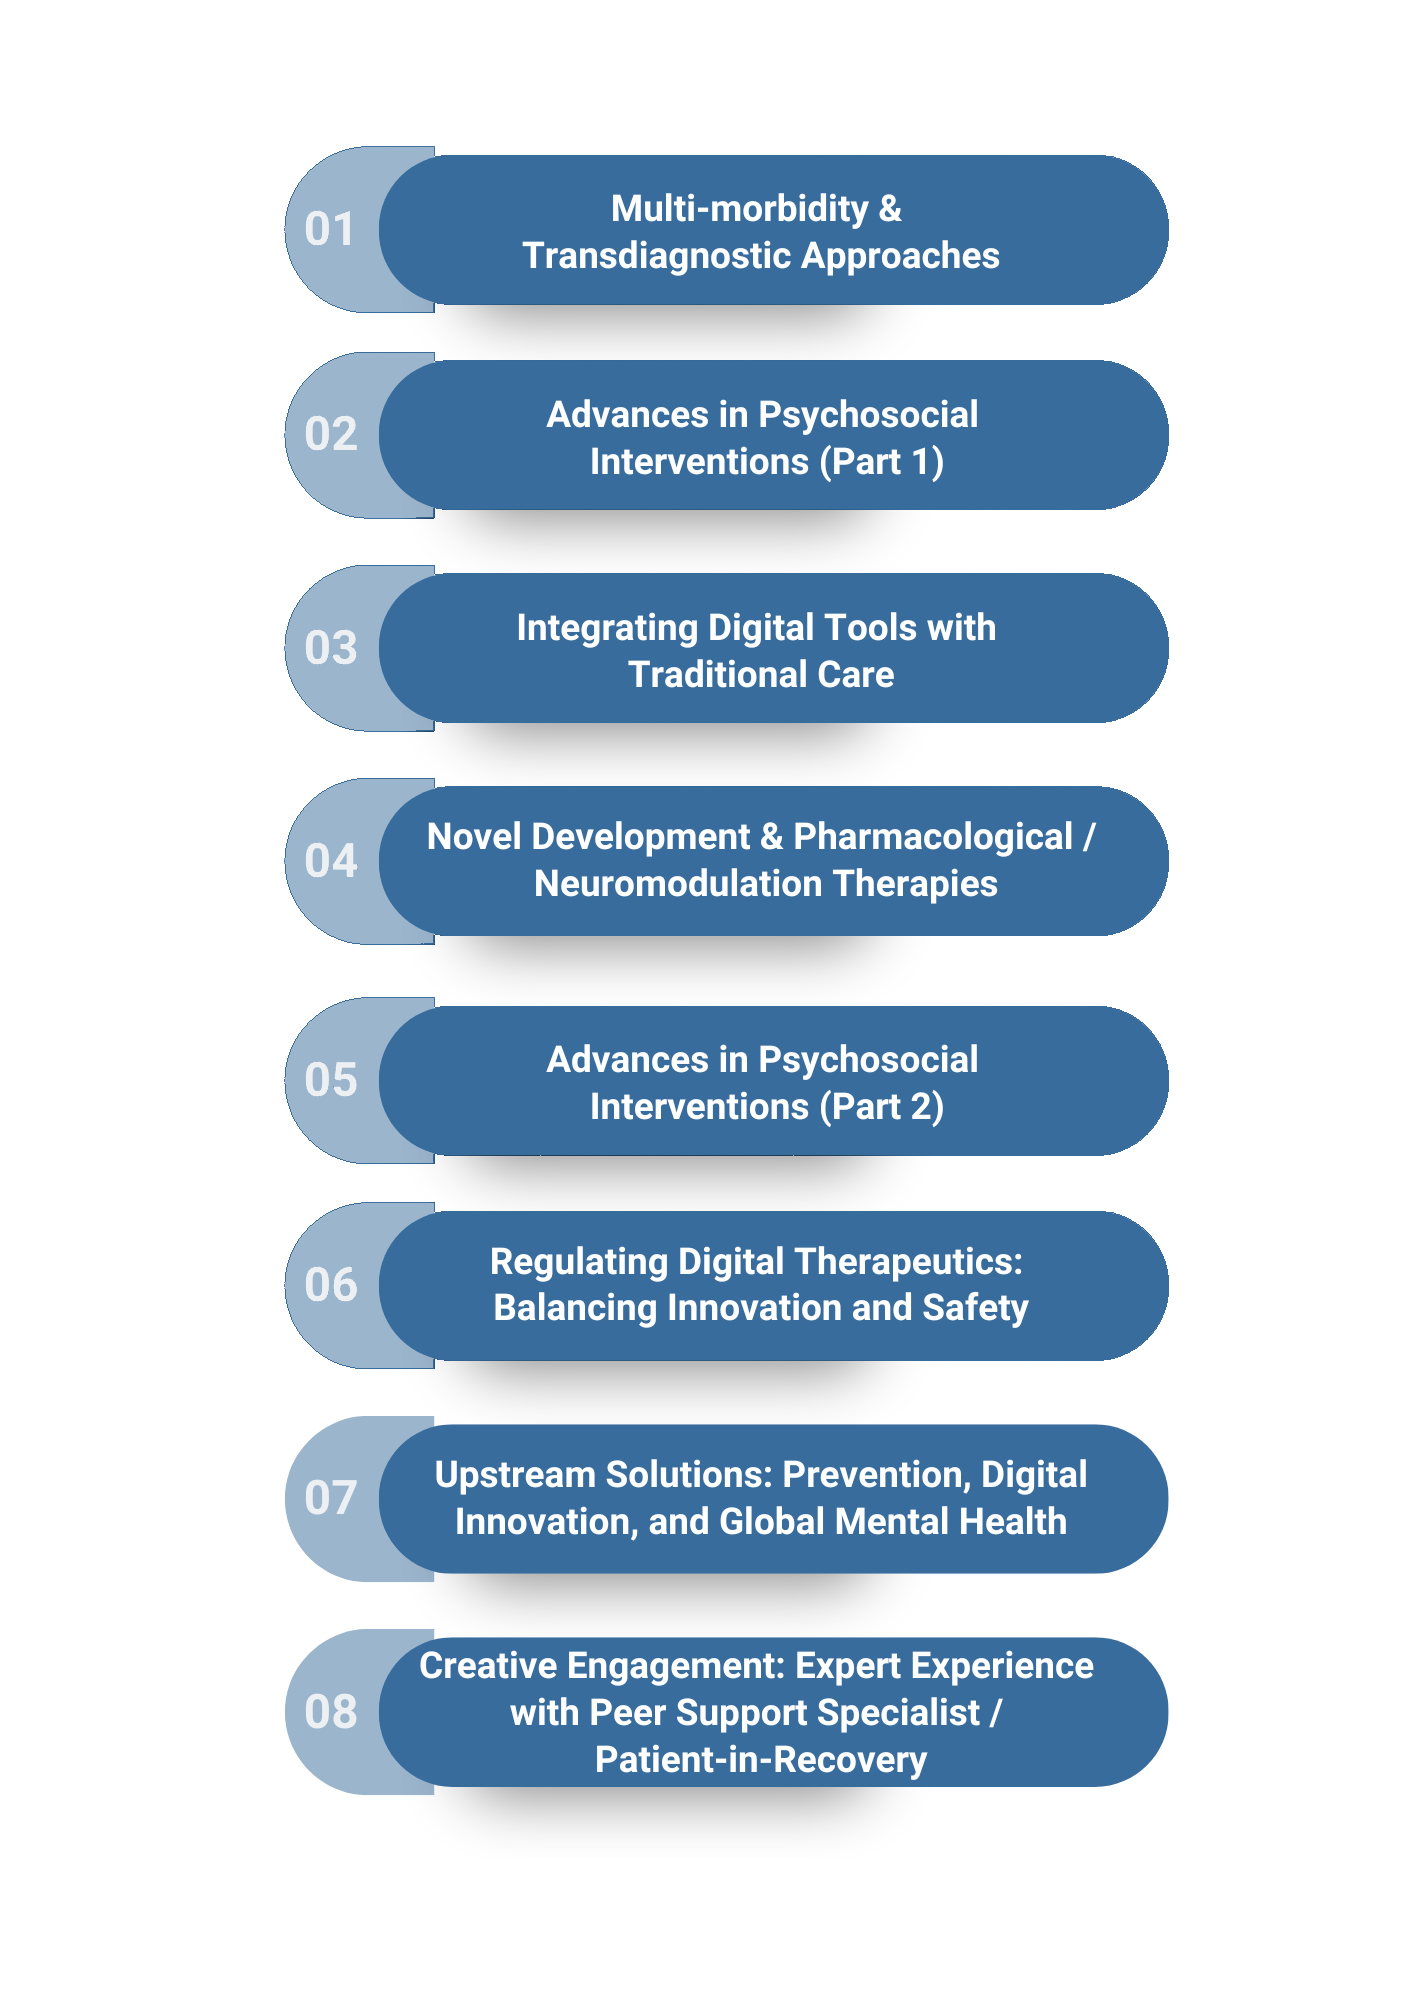 01
Multi-morbidity &
Transdiagnostic Approaches
02
Advances in Psychosocial
Interventions (Part 1)
03
Integrating Digital Tools with
Traditional Care
04
Novel Development & Pharmacological /
Neuromodulation Therapies
05
Advances in Psychosocial
Interventions (Part 2)
06
Regulating Digital Therapeutics:
Balancing Innovation and Safety
07
Upstream Solutions: Prevention, Digital
Innovation, and Global Mental Health
08
Creative Engagement: Expert Experience
with Peer Support Specialist /
Patient-in-Recovery